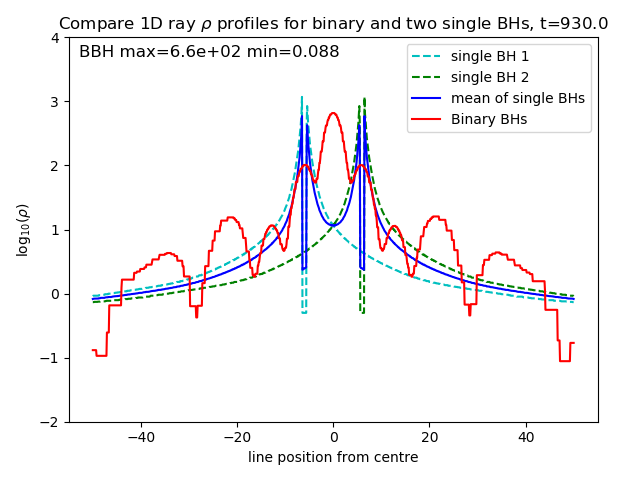 Compare 1D ray ρ profiles for binary and two single BHs, t=930.0
BBH max=6.6e+02 min=0.088
single BH 1
single BH 2
mean of single BHs
Binary BHs
log₁₀(ρ)
4
3
2
1
0
−1
−2
−40 −20 0 20 40
line position from centre